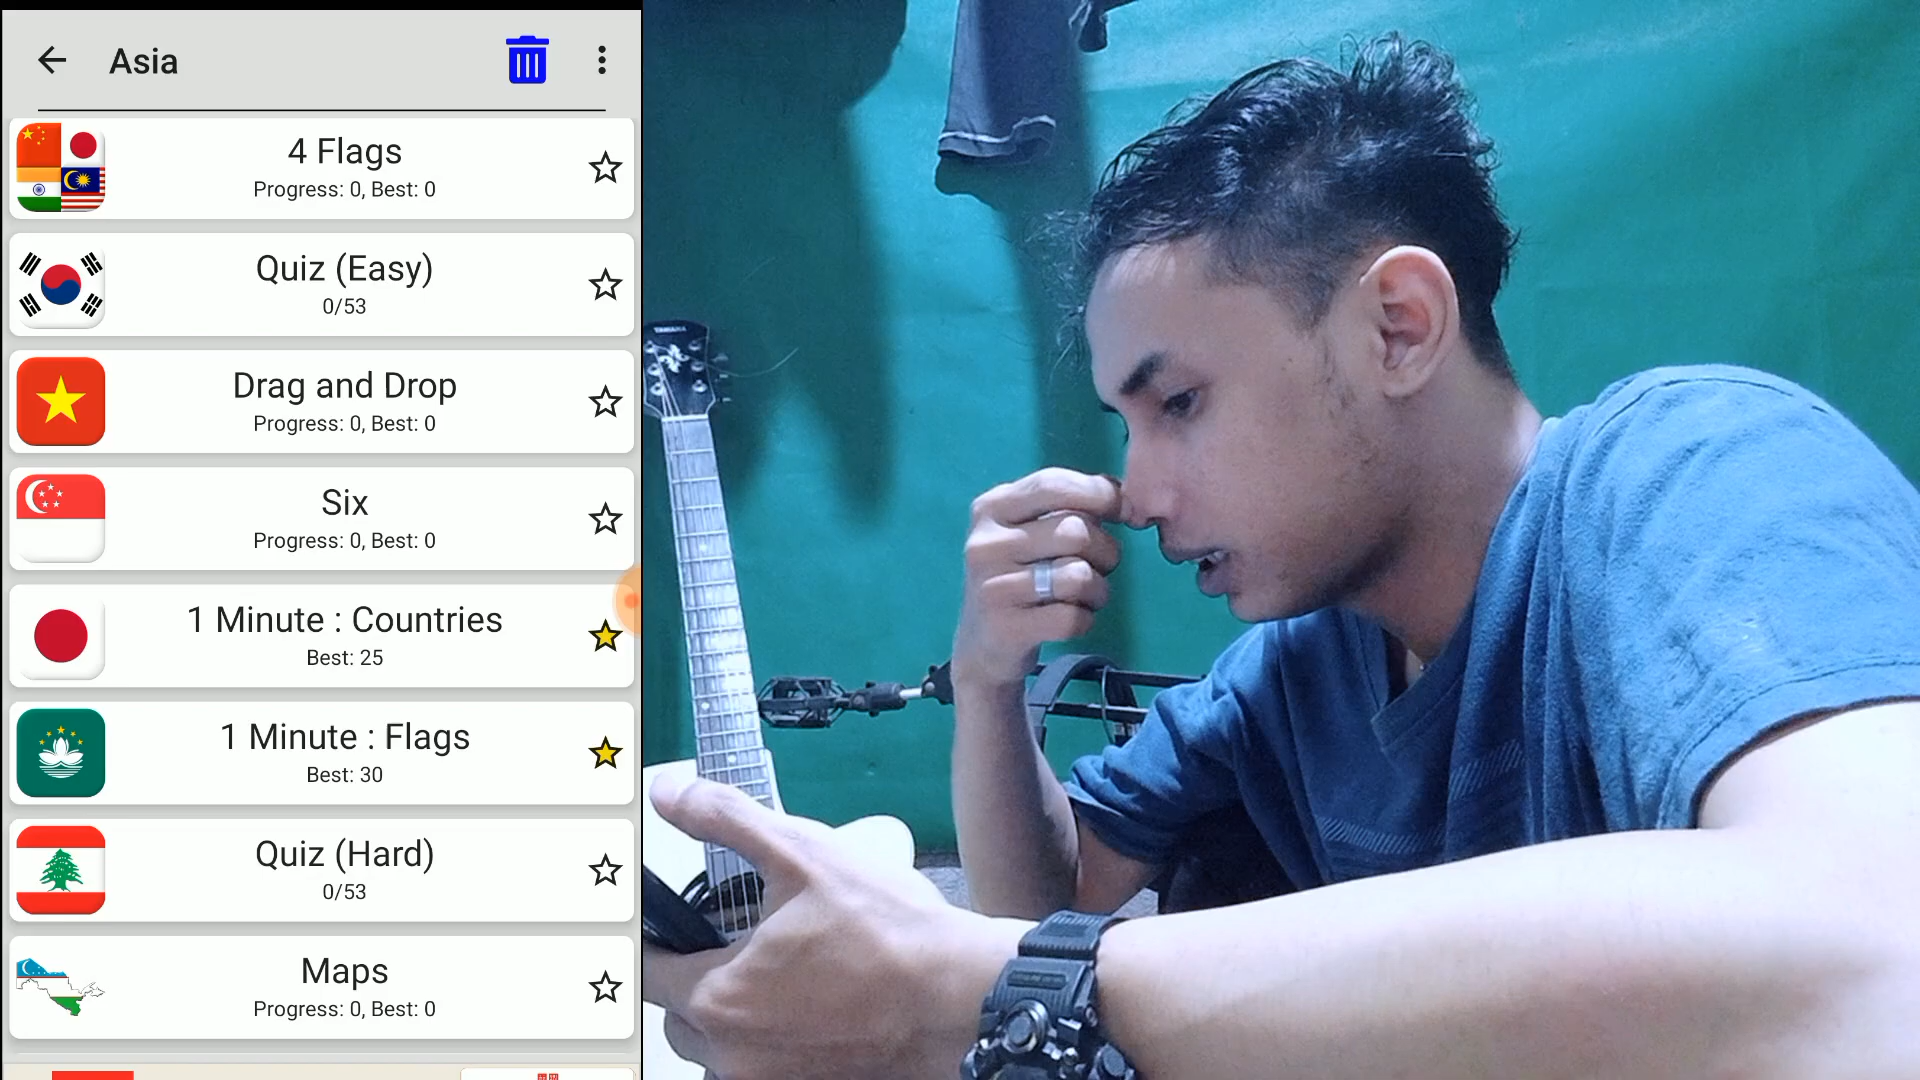 Asia
4 Flags
Progress: 0, Best: 0
Quiz (Easy)
0/53
Drag and Drop
Progress: 0, Best: 0
Six
Progress: 0, Best: 0
1 Minute : Countries
Best: 25
1 Minute : Flags
Best: 30
Quiz (Hard)
0/53
Maps
Progress: 0, Best: 0
YAMAHA